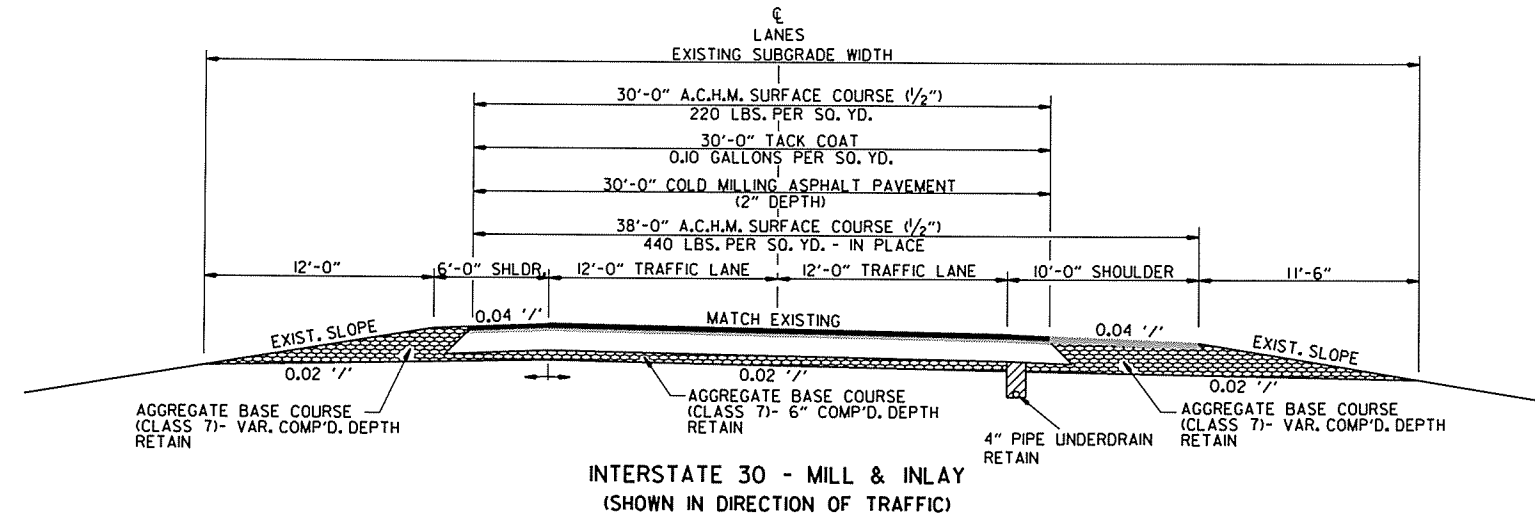 ℄
LANES
EXISTING SUBGRADE WIDTH
30'-0" A.C.H.M. SURFACE COURSE (1/2")
220 LBS. PER SQ. YD.
30'-0" TACK COAT
0.10 GALLONS PER SQ. YD.
30'-0" COLD MILLING ASPHALT PAVEMENT
(2" DEPTH)
38'-0" A.C.H.M. SURFACE COURSE (1/2")
440 LBS. PER SQ. YD. - IN PLACE
12'-0" 6'-0" SHLDR. 12'-0" TRAFFIC LANE 12'-0" TRAFFIC LANE 10'-0" SHOULDER 11'-6"
EXIST. SLOPE 0.04 '/' MATCH EXISTING 0.04 '/' EXIST. SLOPE
0.02 '/' 0.02 '/' 0.02 '/'
AGGREGATE BASE COURSE
(CLASS 7)- VAR. COMP'D. DEPTH
RETAIN
AGGREGATE BASE COURSE
(CLASS 7)- 6" COMP'D. DEPTH
RETAIN
4" PIPE UNDERDRAIN
RETAIN
AGGREGATE BASE COURSE
(CLASS 7)- VAR. COMP'D. DEPTH
RETAIN
INTERSTATE 30 - MILL & INLAY
(SHOWN IN DIRECTION OF TRAFFIC)